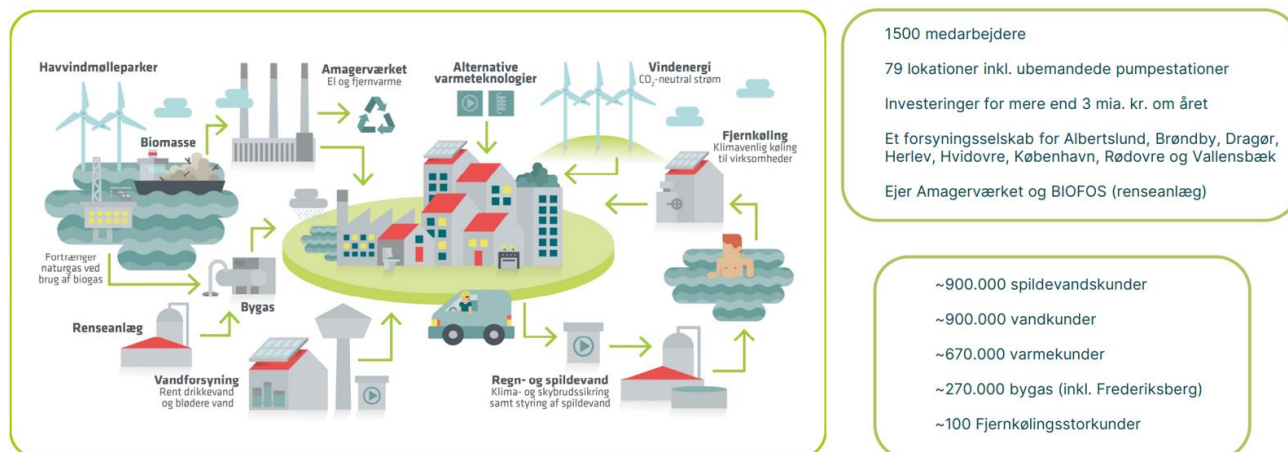 Havvindmølleparker
Biomasse
Amagerværket
El og fjernvarme
Alternative
varmeteknologier
Vindenergi
CO₂-neutral strøm
Fjernkøling
Klimavenlig køling
til virksomheder
Fortrænger
naturgas ved
brug af biogas
Bygas
Renseanlæg
Vandforsyning
Rent drikkevand
og blødere vand
Regn- og spildevand
Klima- og skybrudssikring
samt styring af spildevand
1500 medarbejdere
79 lokationer inkl. ubemandede pumpestationer
Investeringer for mere end 3 mia. kr. om året
Et forsyningsselskab for Albertslund, Brøndby, Dragør,
Herlev, Hvidovre, København, Rødovre og Vallensbæk
Ejer Amagerværket og BIOFOS (renseanlæg)
~900.000 spildevandskunder
~900.000 vandkunder
~670.000 varmekunder
~270.000 bygas (inkl. Frederiksberg)
~100 Fjernkølingsstorkunder